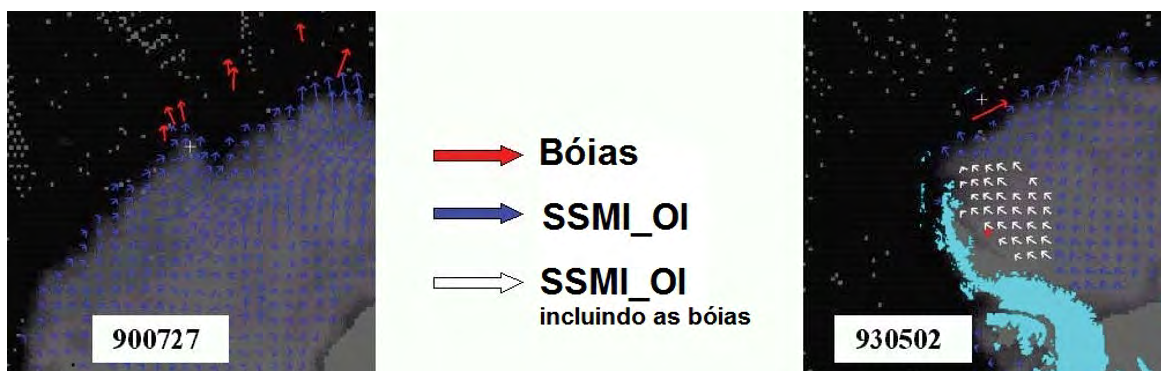 Bóias
SSMI_OI
SSMI_OI
incluindo as bóias
900727
930502